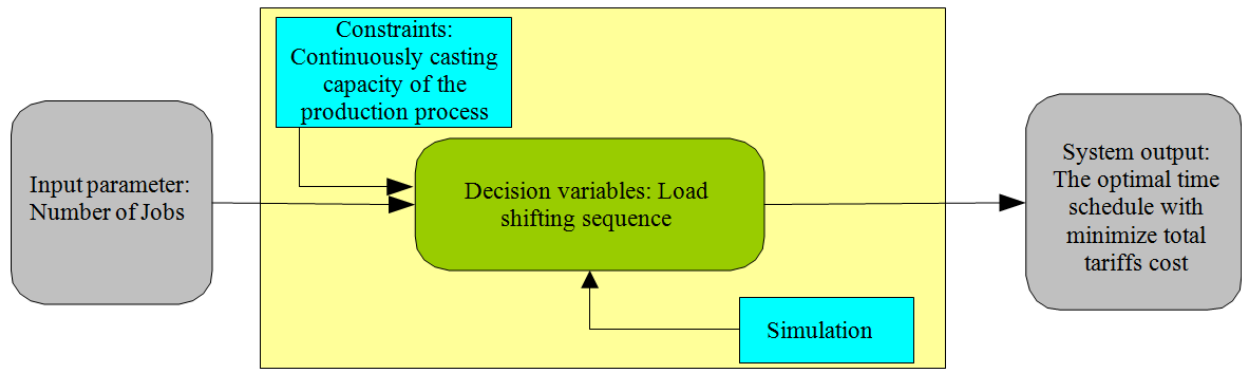 Constraints:
Continuously casting
capacity of the
production process
Input parameter:
Number of Jobs
Decision variables: Load
shifting sequence
System output:
The optimal time
schedule with
minimize total
tariffs cost
Simulation